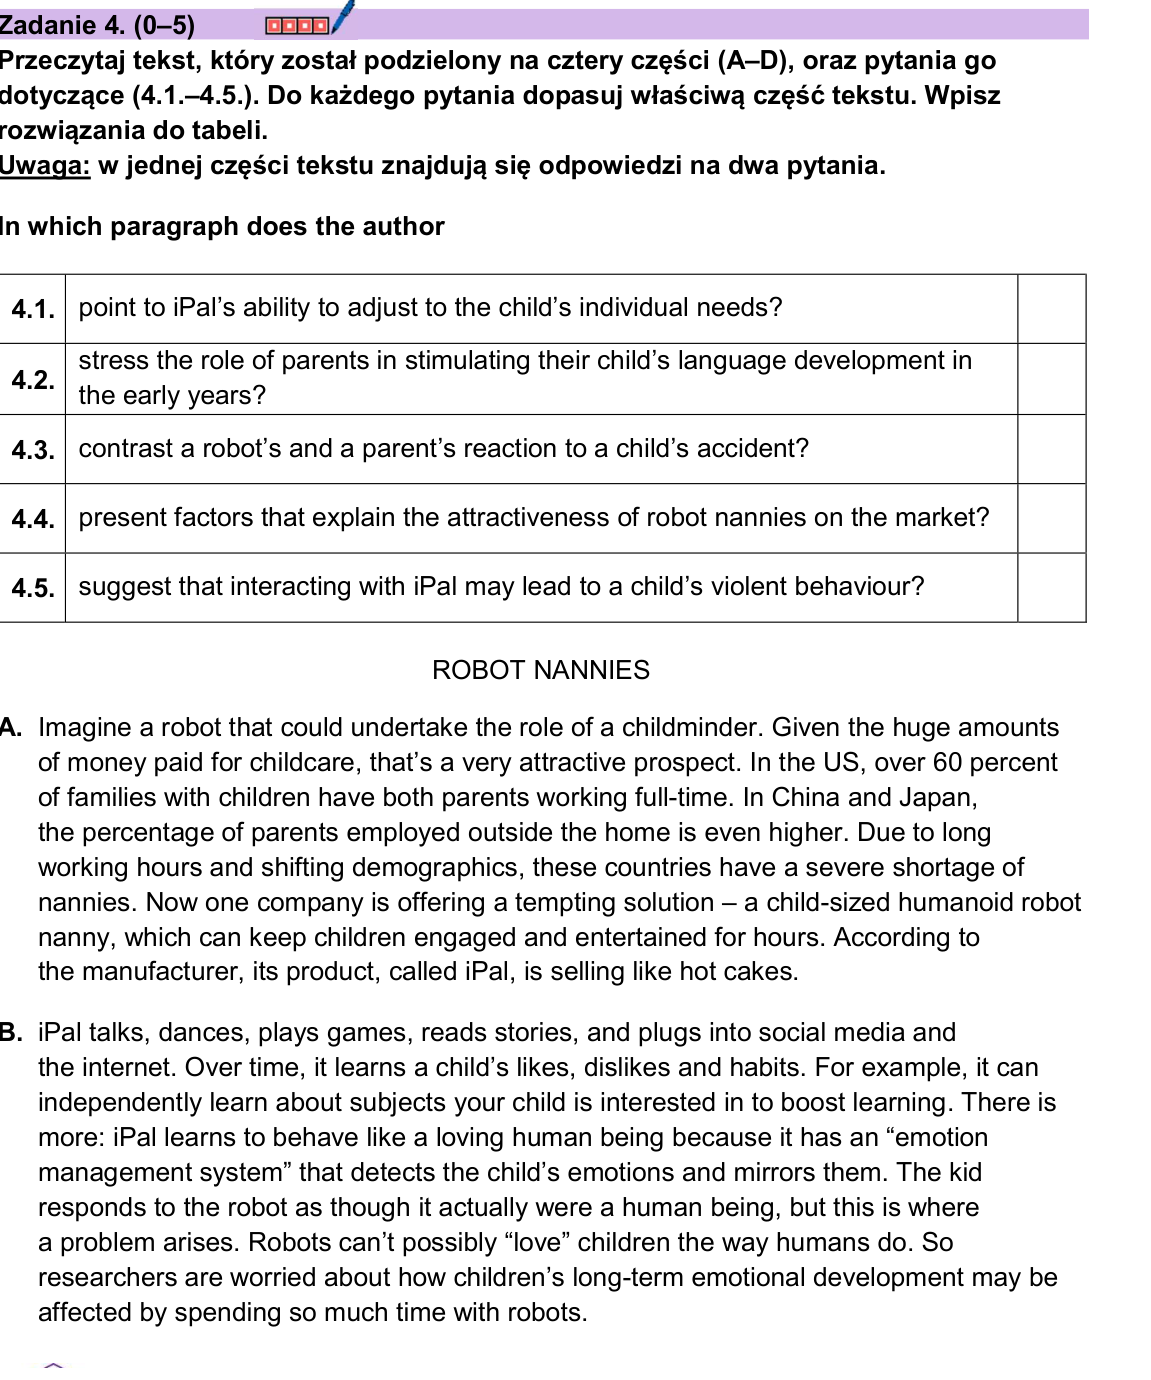 Zadanie 4. (0–5)
Przeczytaj tekst, który został podzielony na cztery części (A–D), oraz pytania go
dotyczące (4.1.–4.5.). Do każdego pytania dopasuj właściwą część tekstu. Wpisz
rozwiązania do tabeli.
Uwaga: w jednej części tekstu znajdują się odpowiedzi na dwa pytania.
In which paragraph does the author
4.1. point to iPal’s ability to adjust to the child’s individual needs?
4.2. stress the role of parents in stimulating their child’s language development in
the early years?
4.3. contrast a robot’s and a parent’s reaction to a child’s accident?
4.4. present factors that explain the attractiveness of robot nannies on the market?
4.5. suggest that interacting with iPal may lead to a child’s violent behaviour?
ROBOT NANNIES
A. Imagine a robot that could undertake the role of a childminder. Given the huge amounts
of money paid for childcare, that’s a very attractive prospect. In the US, over 60 percent
of families with children have both parents working full-time. In China and Japan,
the percentage of parents employed outside the home is even higher. Due to long
working hours and shifting demographics, these countries have a severe shortage of
nannies. Now one company is offering a tempting solution – a child-sized humanoid robot
nanny, which can keep children engaged and entertained for hours. According to
the manufacturer, its product, called iPal, is selling like hot cakes.
B. iPal talks, dances, plays games, reads stories, and plugs into social media and
the internet. Over time, it learns a child’s likes, dislikes and habits. For example, it can
independently learn about subjects your child is interested in to boost learning. There is
more: iPal learns to behave like a loving human being because it has an “emotion
management system” that detects the child’s emotions and mirrors them. The kid
responds to the robot as though it actually were a human being, but this is where
a problem arises. Robots can’t possibly “love” children the way humans do. So
researchers are worried about how children’s long-term emotional development may be
affected by spending so much time with robots.